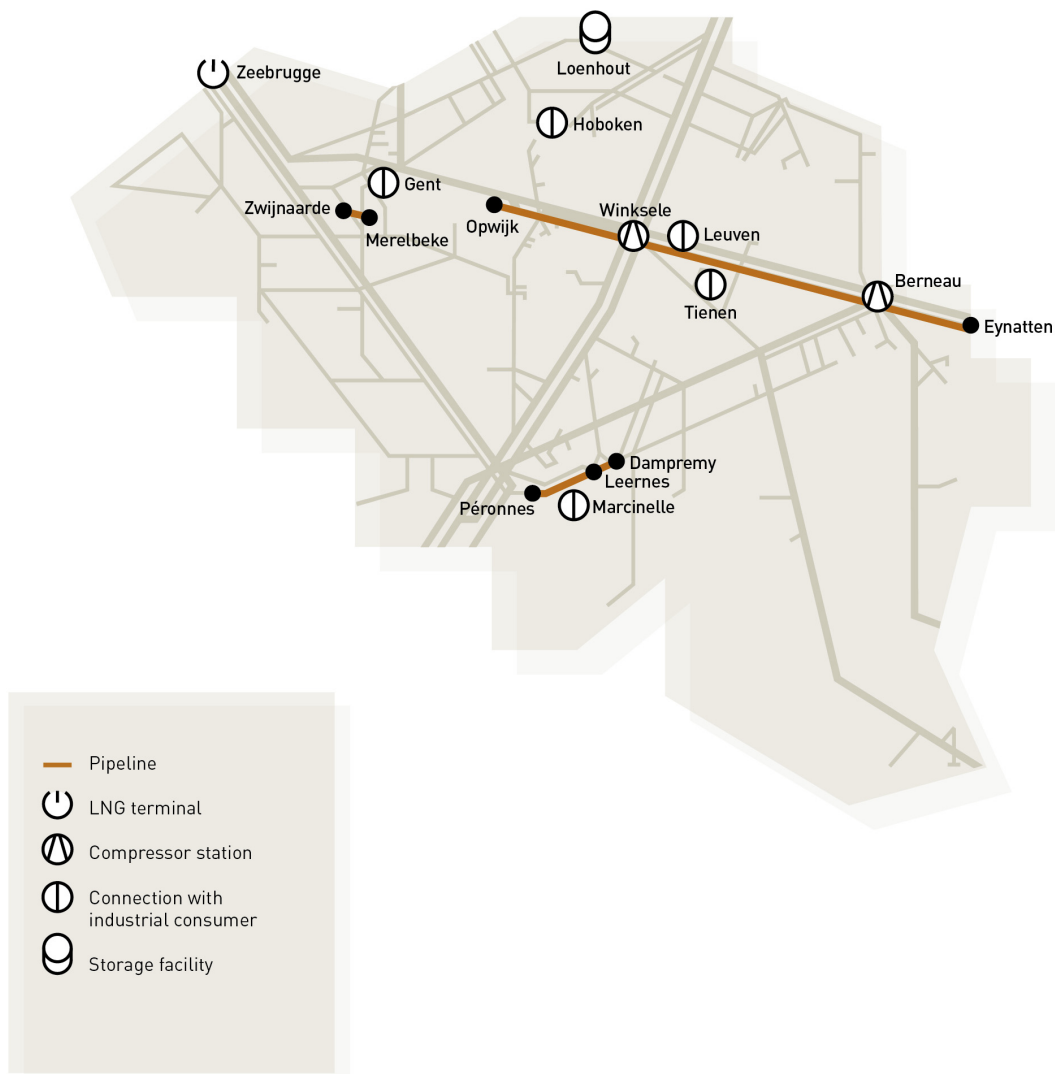 Loenhout
Zeebrugge
Hoboken
Gent
Zwijnaarde
Merelbeke
Opwijk
Winksele
Leuven
Tienen
Berneau
Eynatten
Dampremy
Leernes
Péronnes
Marcinelle
Pipeline
LNG terminal
Compressor station
Connection with
industrial consumer
Storage facility